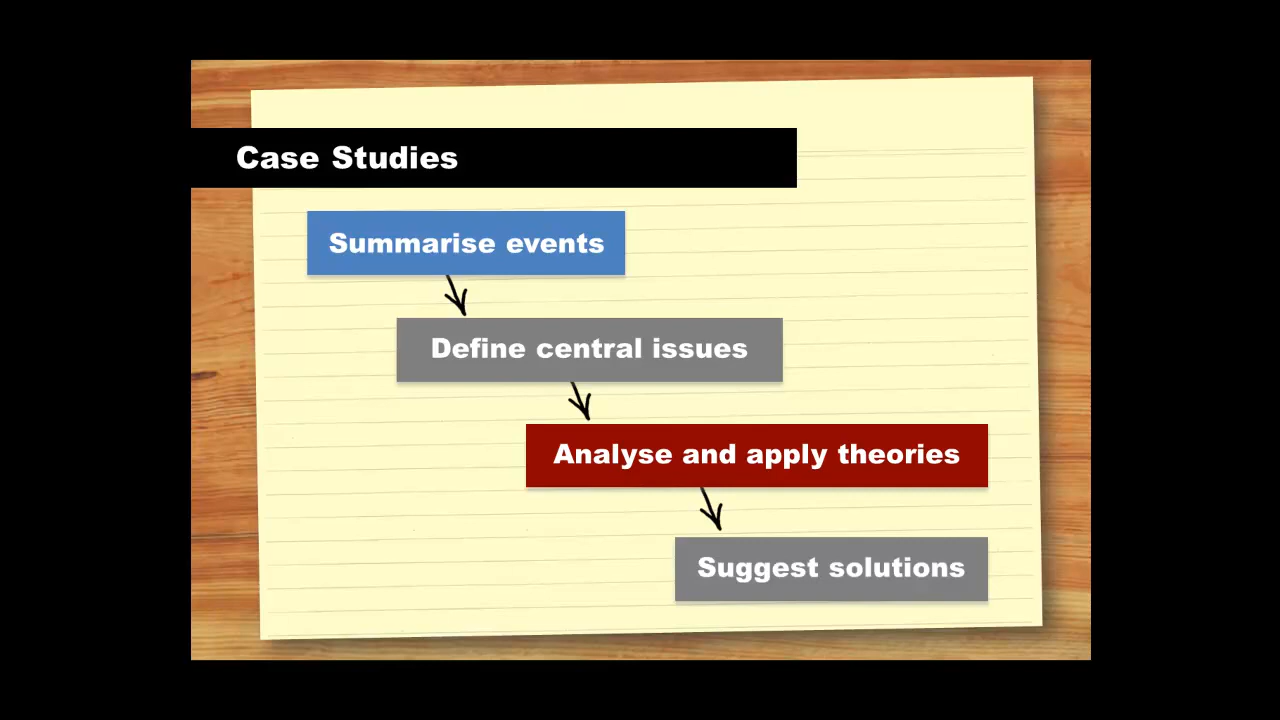 Case Studies
Summarise events
Define central issues
Analyse and apply theories
Suggest solutions